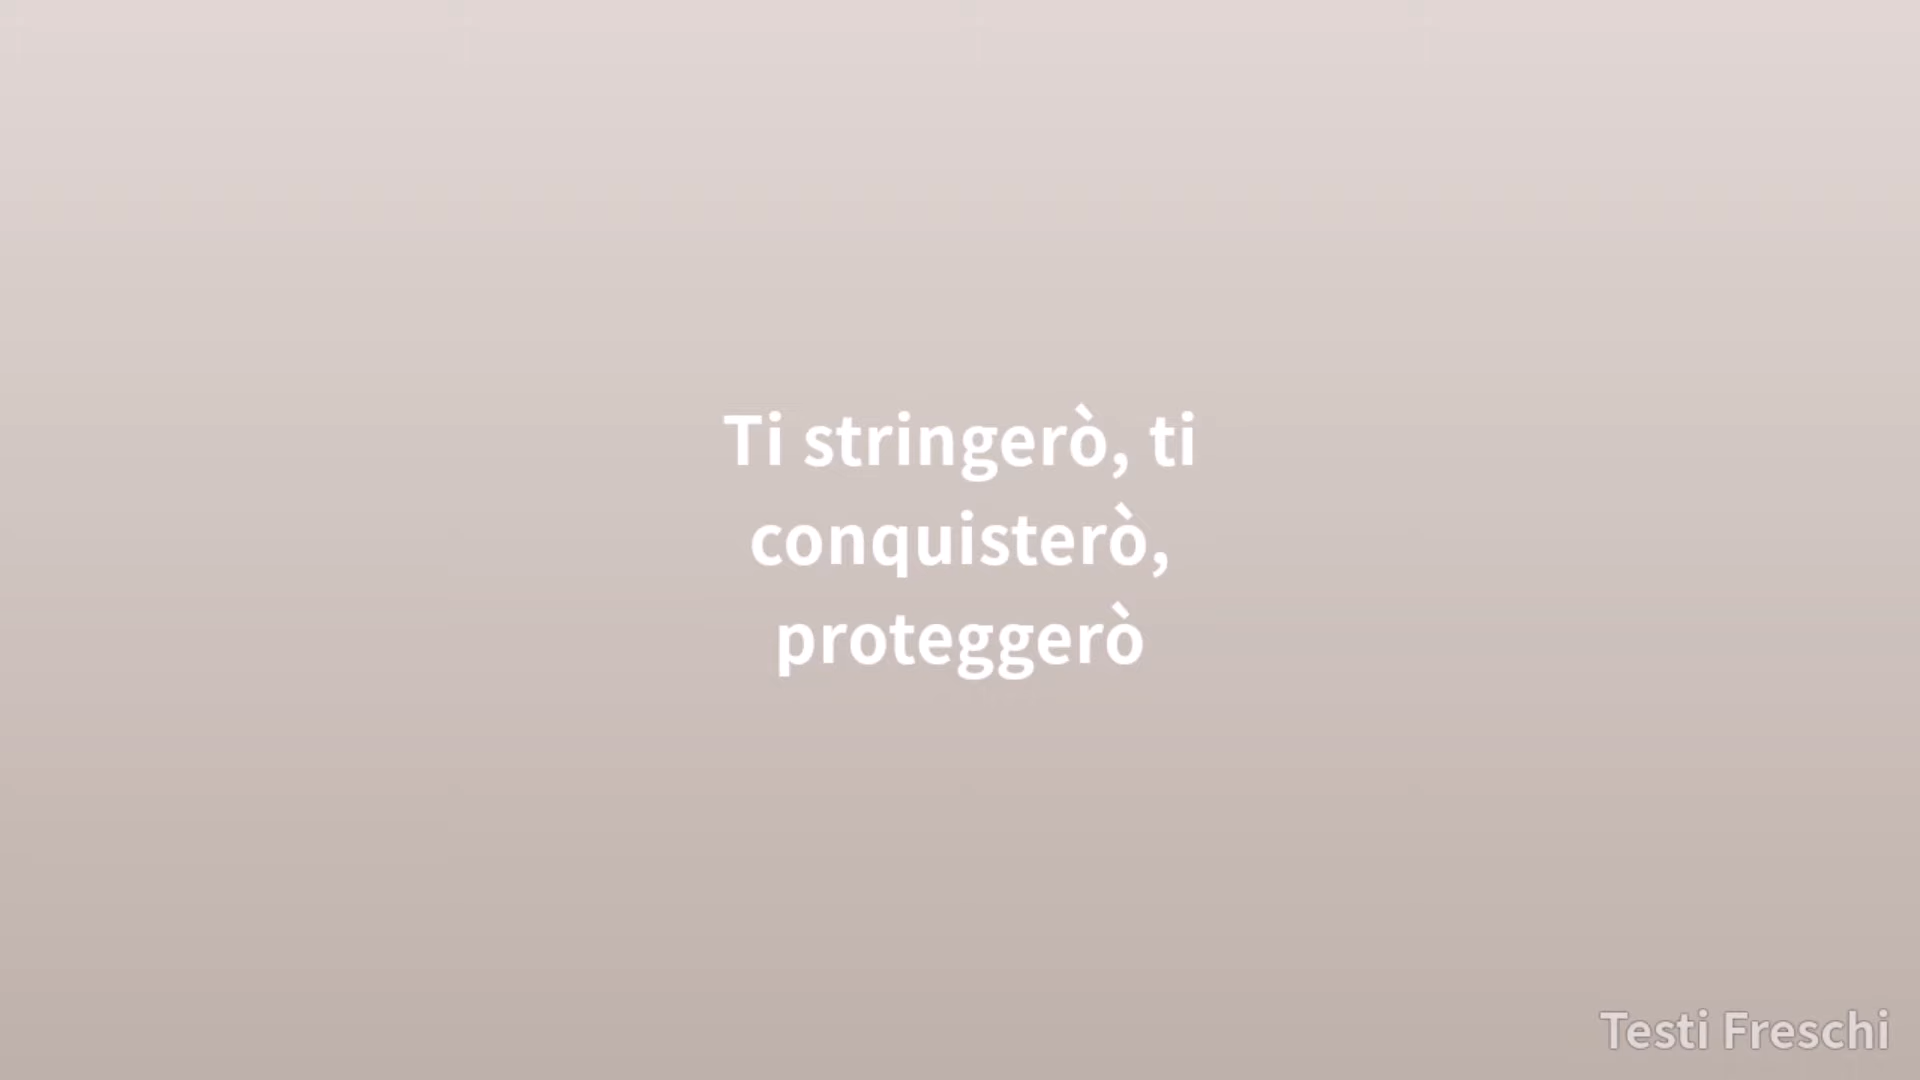 Ti stringerò, ti
conquisterò,
proteggerò
Testi Freschi